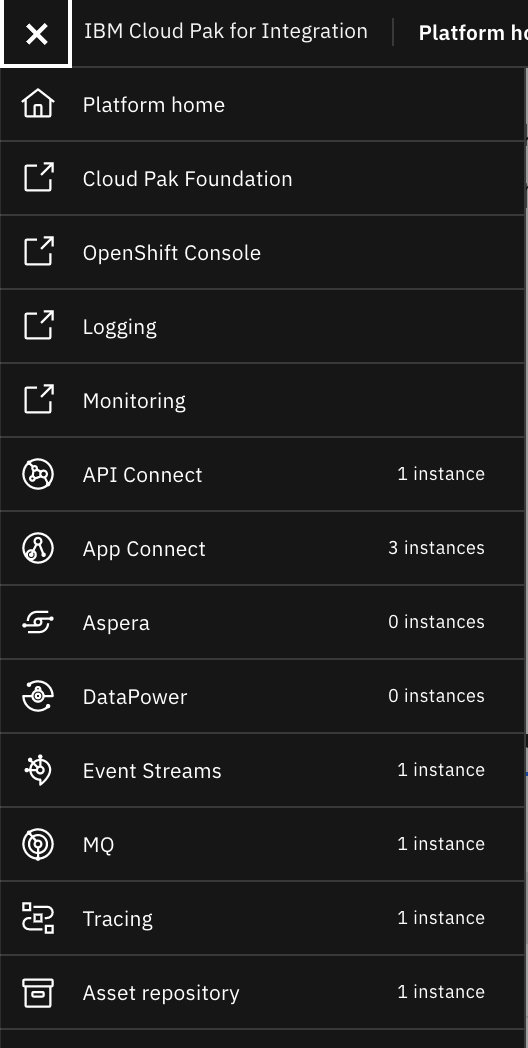 IBM Cloud Pak for Integration
Platform
Platform home
Cloud Pak Foundation
OpenShift Console
Logging
Monitoring
API Connect 1 instance
App Connect 3 instances
Aspera 0 instances
DataPower 0 instances
Event Streams 1 instance
MQ 1 instance
Tracing 1 instance
Asset repository 1 instance